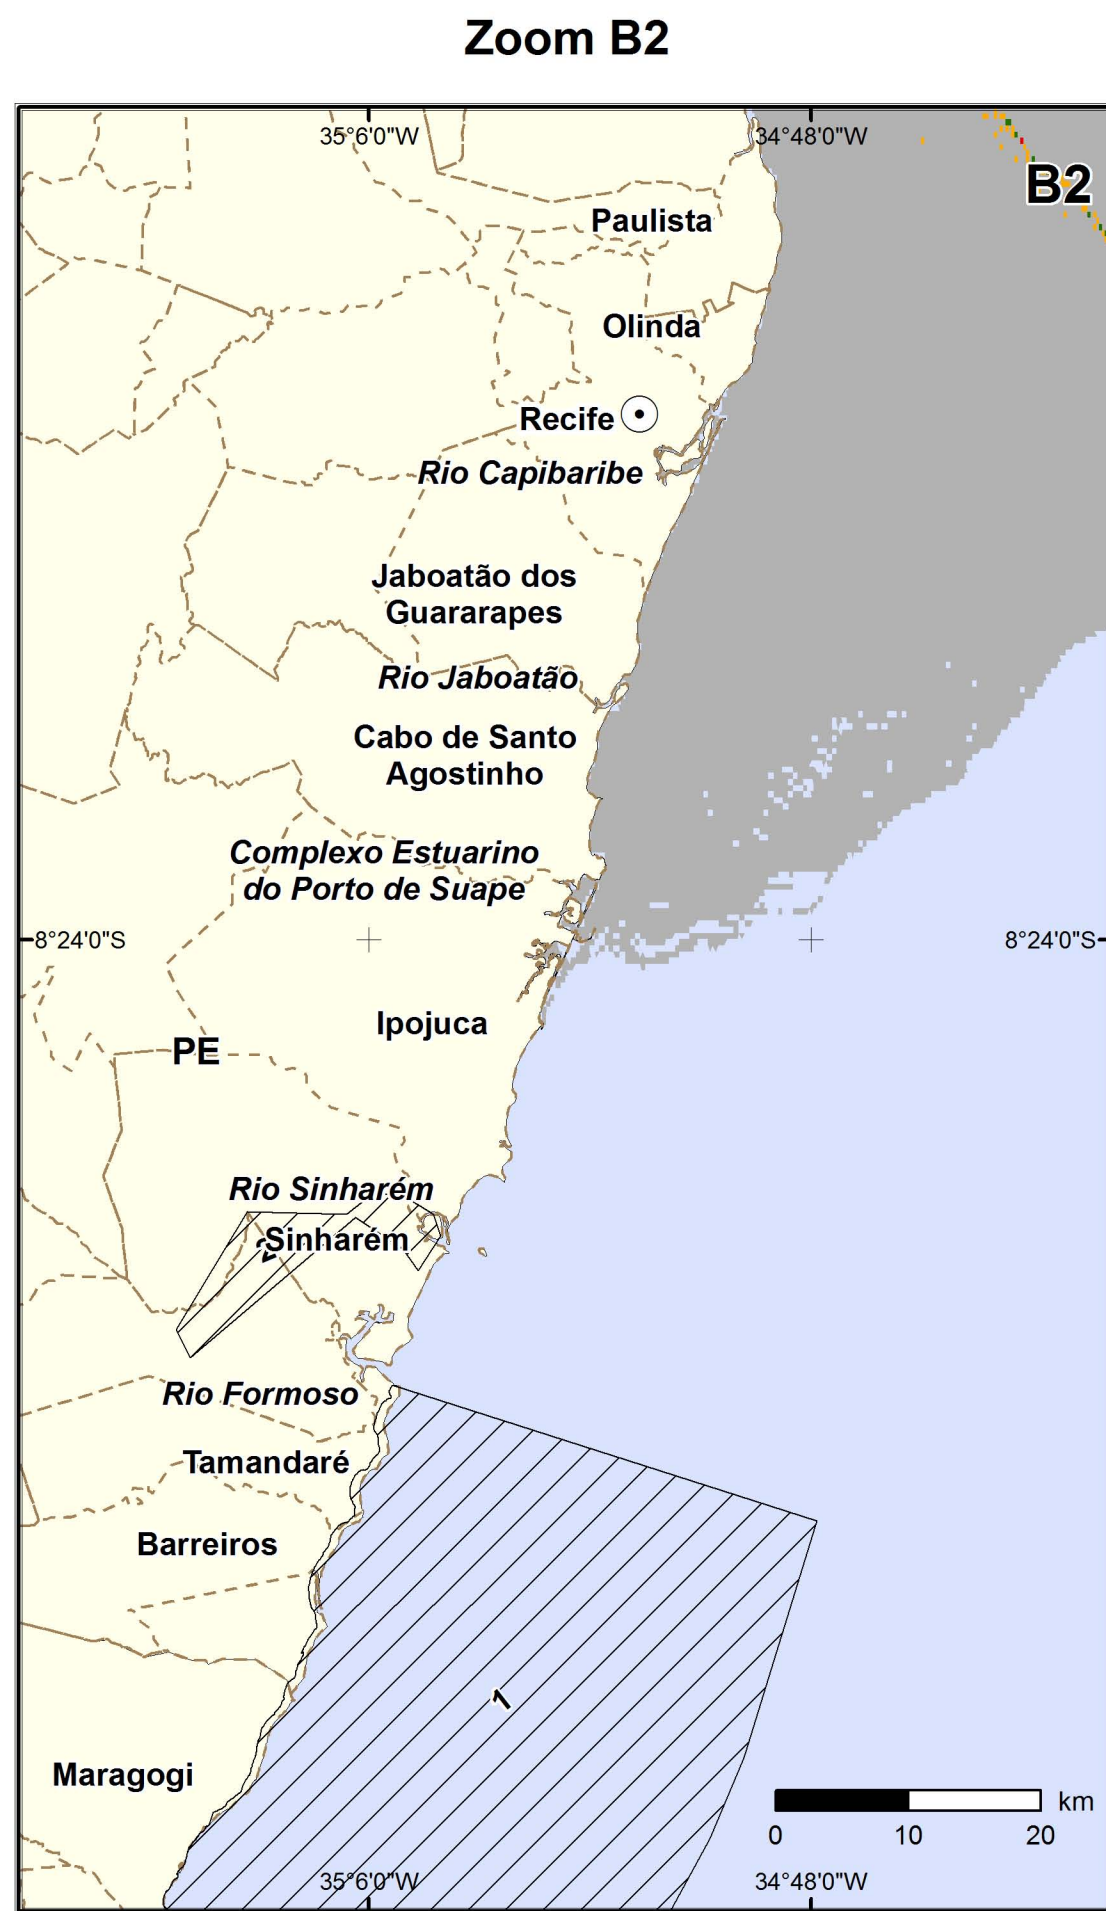 Zoom B2
35°6'0"W
34°48'0"W
B2
Paulista
Olinda
Recife
Rio Capibaribe
Jaboatão dos
Guararapes
Rio Jaboatão
Cabo de Santo
Agostinho
Complexo Estuarino
do Porto de Suape
8°24'0"S
8°24'0"S
Ipojuca
PE
Rio Sinharém
2
Sinharém
Rio Formoso
Tamandaré
Barreiros
1
Maragogi
km
0
10
20
35°6'0"W
34°48'0"W